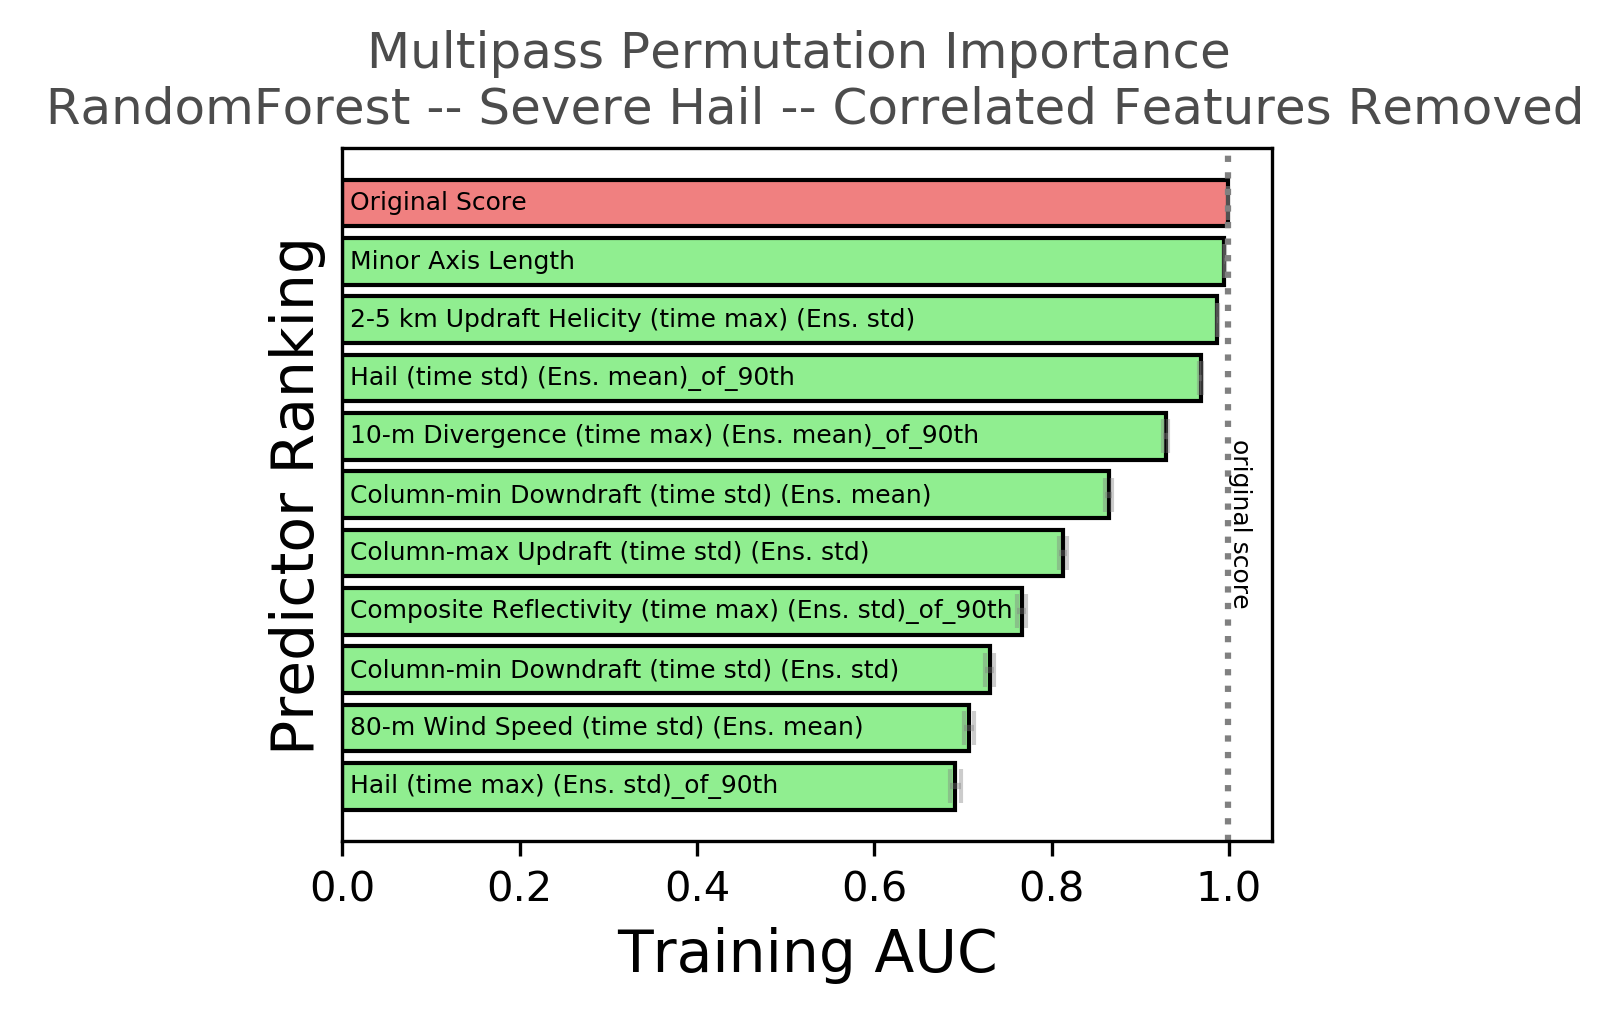 Multipass Permutation Importance
RandomForest -- Severe Hail -- Correlated Features Removed
Predictor Ranking
Original Score
Minor Axis Length
2-5 km Updraft Helicity (time max) (Ens. std)
Hail (time std) (Ens. mean)_of_90th
10-m Divergence (time max) (Ens. mean)_of_90th
Column-min Downdraft (time std) (Ens. mean)
Column-max Updraft (time std) (Ens. std)
Composite Reflectivity (time max) (Ens. std)_of_90th
Column-min Downdraft (time std) (Ens. std)
80-m Wind Speed (time std) (Ens. mean)
Hail (time max) (Ens. std)_of_90th
original score
0.0 0.2 0.4 0.6 0.8 1.0
Training AUC